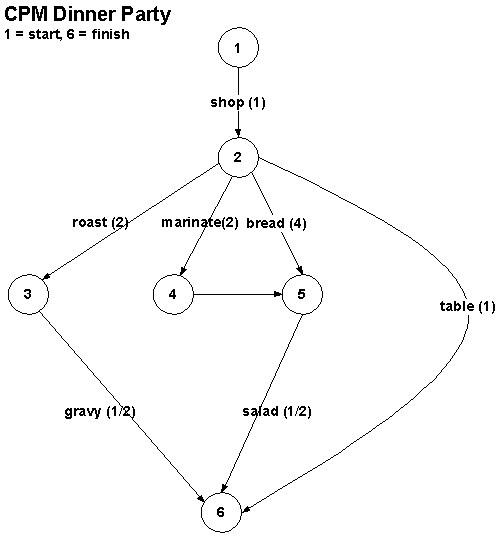 CPM Dinner Party
1 = start, 6 = finish
1
shop (1)
2
roast (2)
marinate(2)
bread (4)
3
4
5
table (1)
gravy (1/2)
salad (1/2)
6